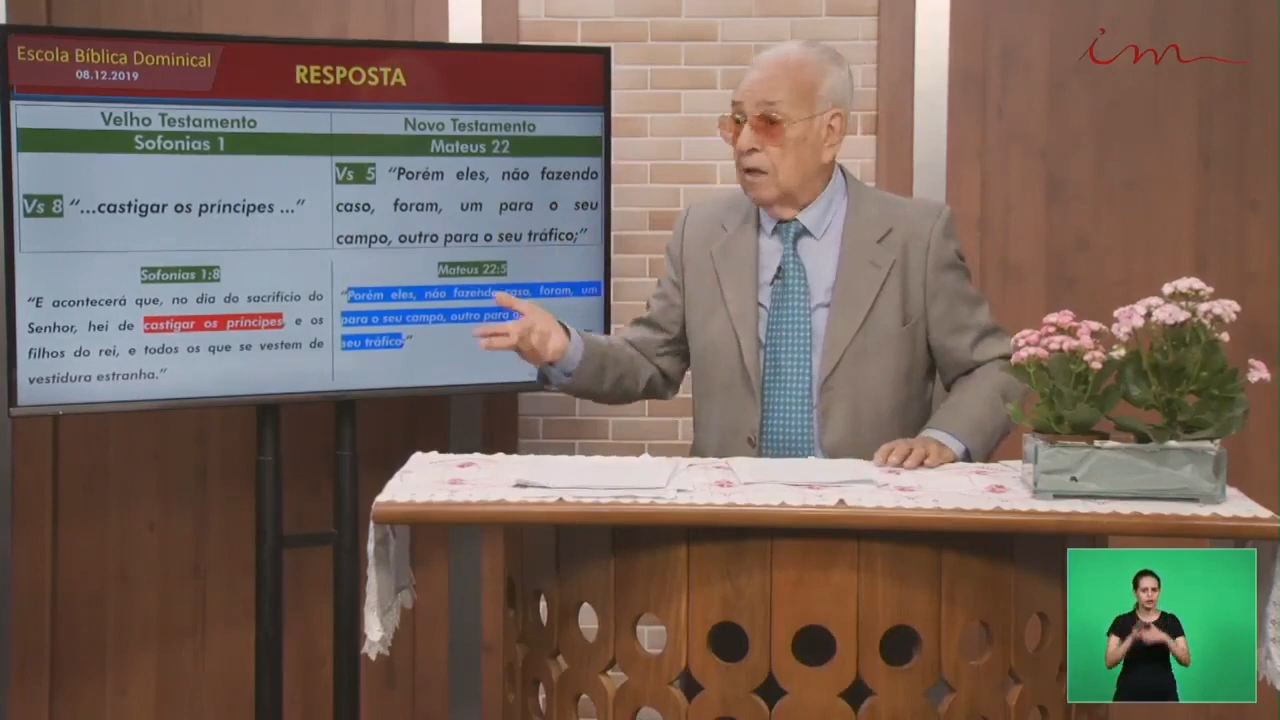 Escola Bíblica Dominical
08.12.2019
RESPOSTA
Velho Testamento
Sofonias 1
Vs 8 “...castigar os príncipes ...”
Novo Testamento
Mateus 22
Vs 5 “Porém eles, não fazendo
caso, foram, um para o seu
campo, outro para o seu tráfico;”
Sofonias 1:8
“E acontecerá que, no dia do sacrifício do
Senhor, hei de castigar os príncipes, e os
filhos do rei, e todos os que se vestem de
vestidura estranha.”
Mateus 22:5
“Porém eles, não fazendo caso, foram, um
para o seu campo, outro para o
seu tráfico;”
im